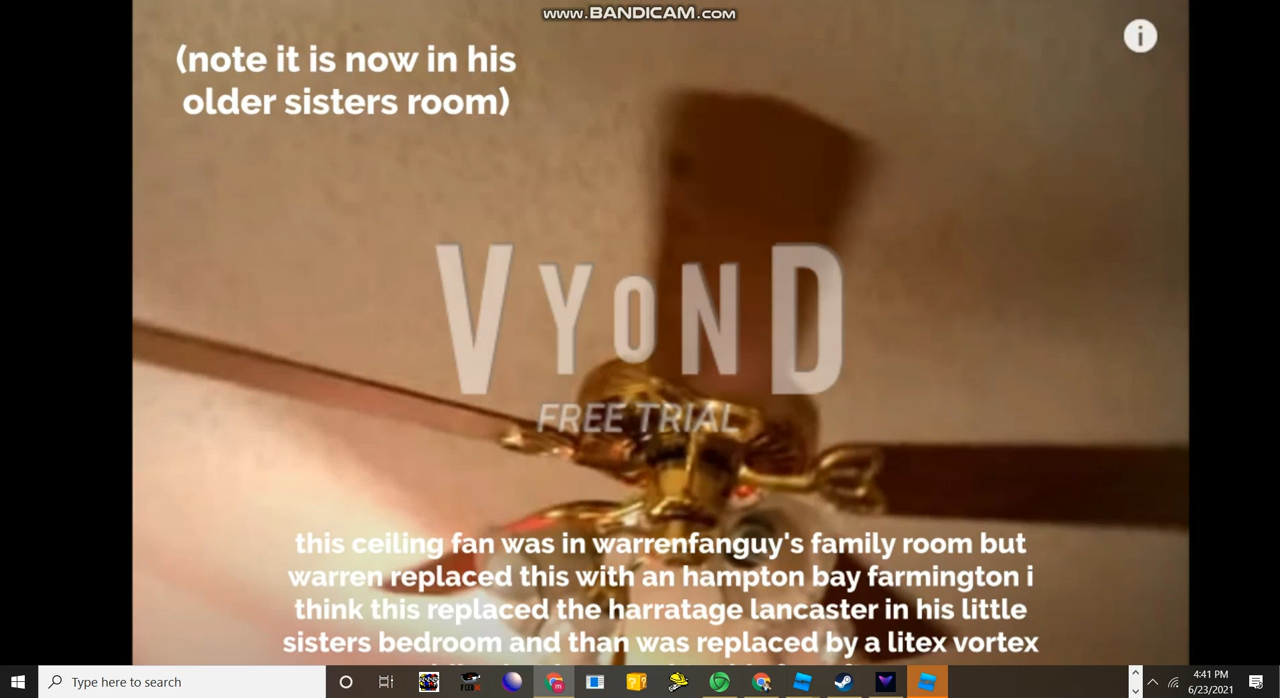 www.BANDICAM.com
(note it is now in his
older sisters room)
i
VYOND
FREE TRIAL
this ceiling fan was in warrenfanguy's family room but
warren replaced this with an hampton bay farmington i
think this replaced the harratage lancaster in his little
sisters bedroom and than was replaced by a litex vortex
Type here to search
4:41 PM
6/23/2021